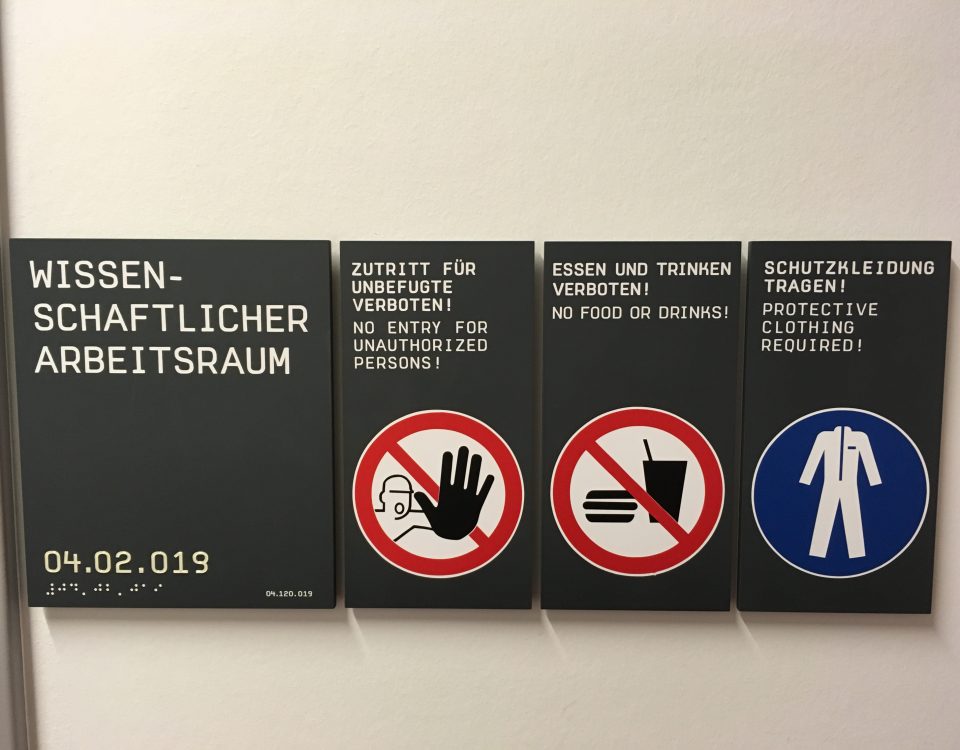 WISSEN-
SCHAFTLICHER
ARBEITSRAUM
04.02.019
04.120.019
ZUTRITT FÜR
UNBEFUGTE
VERBOTEN!
NO ENTRY FOR
UNAUTHORIZED
PERSONS!
ESSEN UND TRINKEN
VERBOTEN!
NO FOOD OR DRINKS!
SCHUTZKLEIDUNG
TRAGEN!
PROTECTIVE
CLOTHING
REQUIRED!